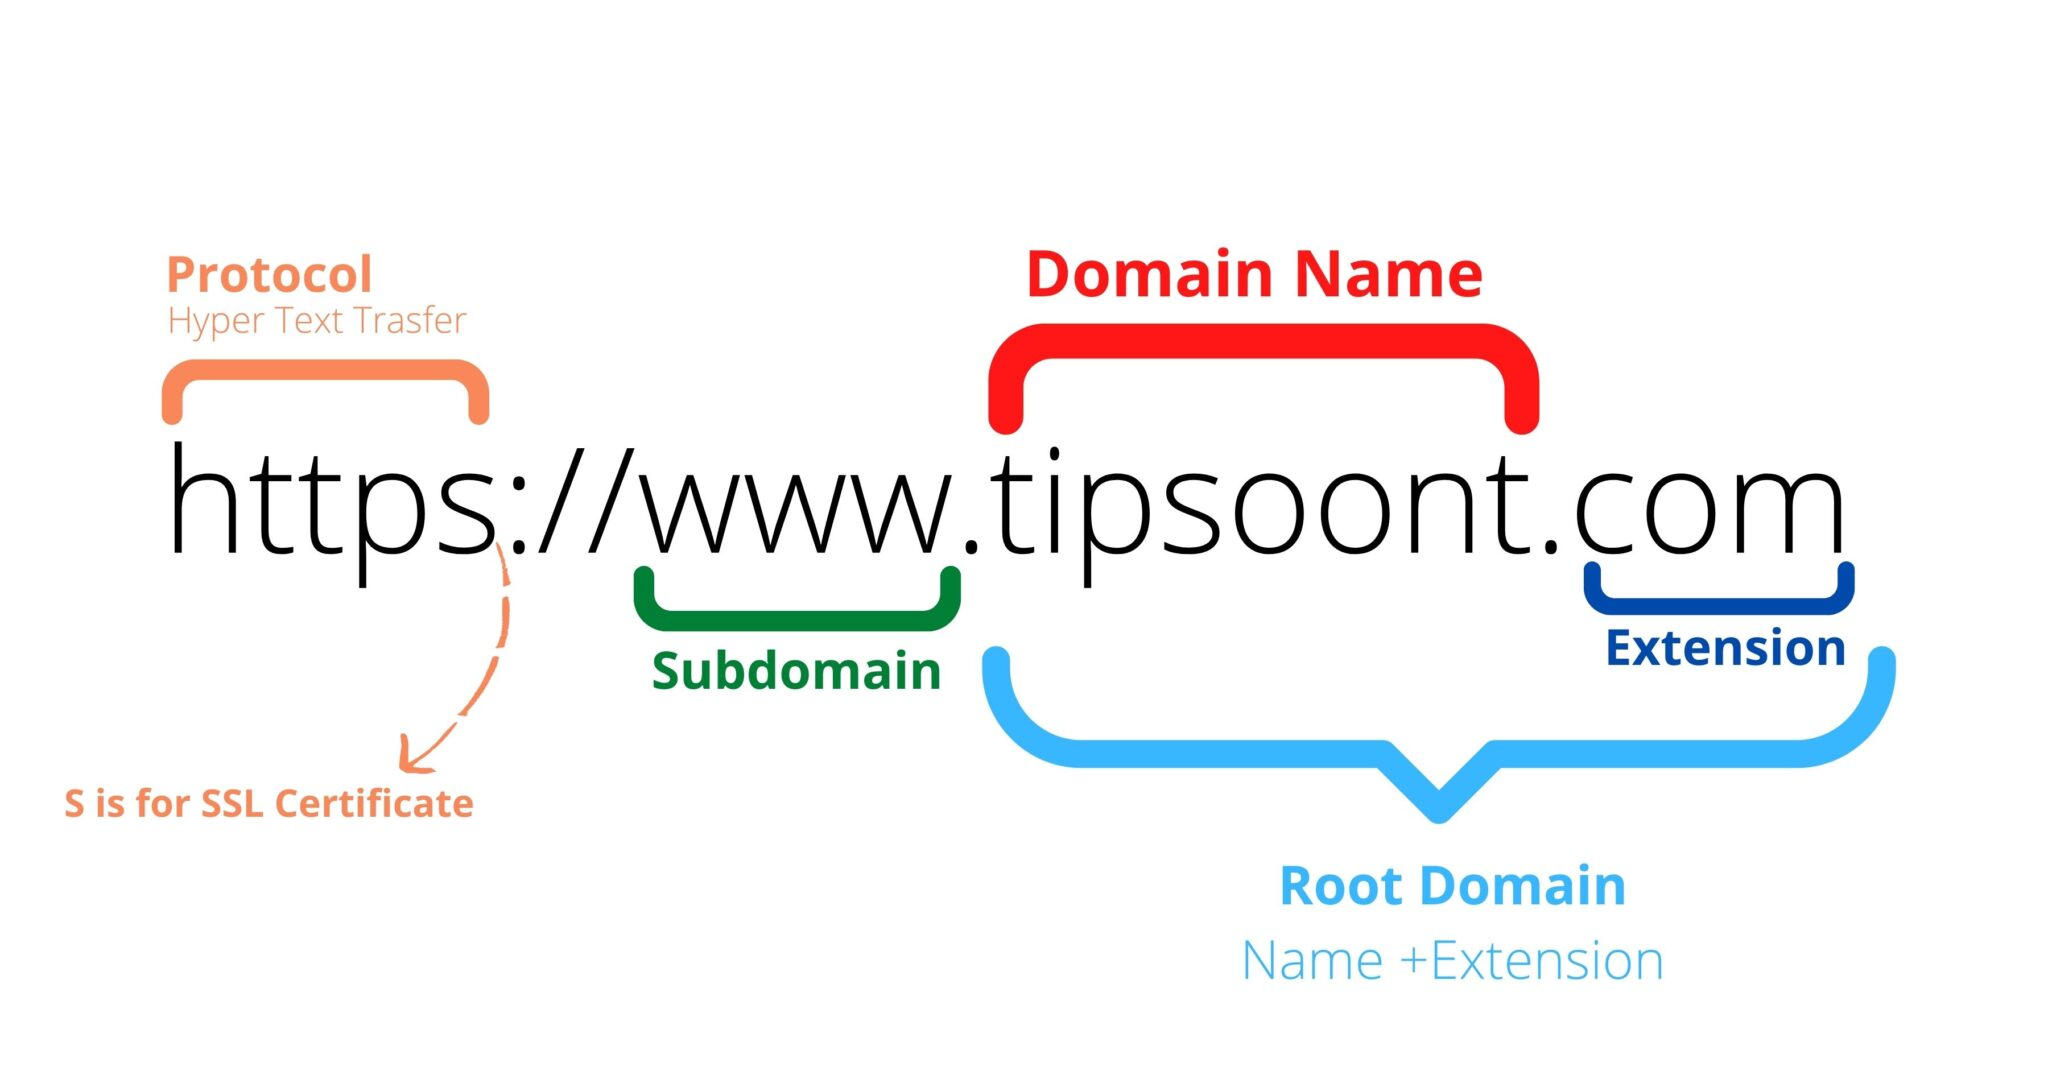 Protocol
Hyper Text Trasfer
Domain Name
https://www.tipsoont.com
Subdomain
Extension
S is for SSL Certificate
Root Domain
Name +Extension